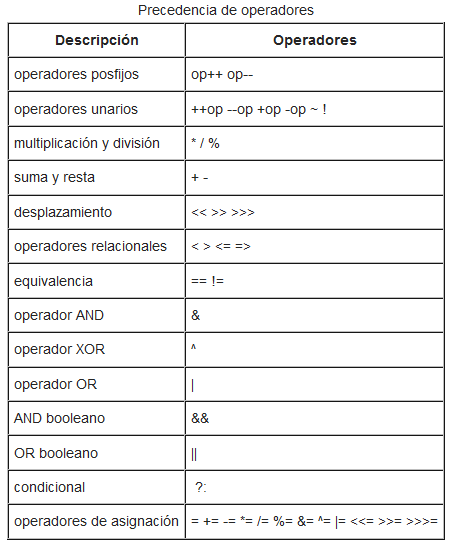 Precedencia de operadores
Descripción Operadores
operadores posfijos op++ op--
operadores unarios ++op --op +op -op ~ !
multiplicación y división * / %
suma y resta + -
desplazamiento << >> >>>
operadores relacionales < > <= =>
equivalencia == !=
operador AND &
operador XOR ^
operador OR |
AND booleano &&
OR booleano ||
condicional ?:
operadores de asignación = += -= *= /= %= &= ^= |= <<= >>= >>>=